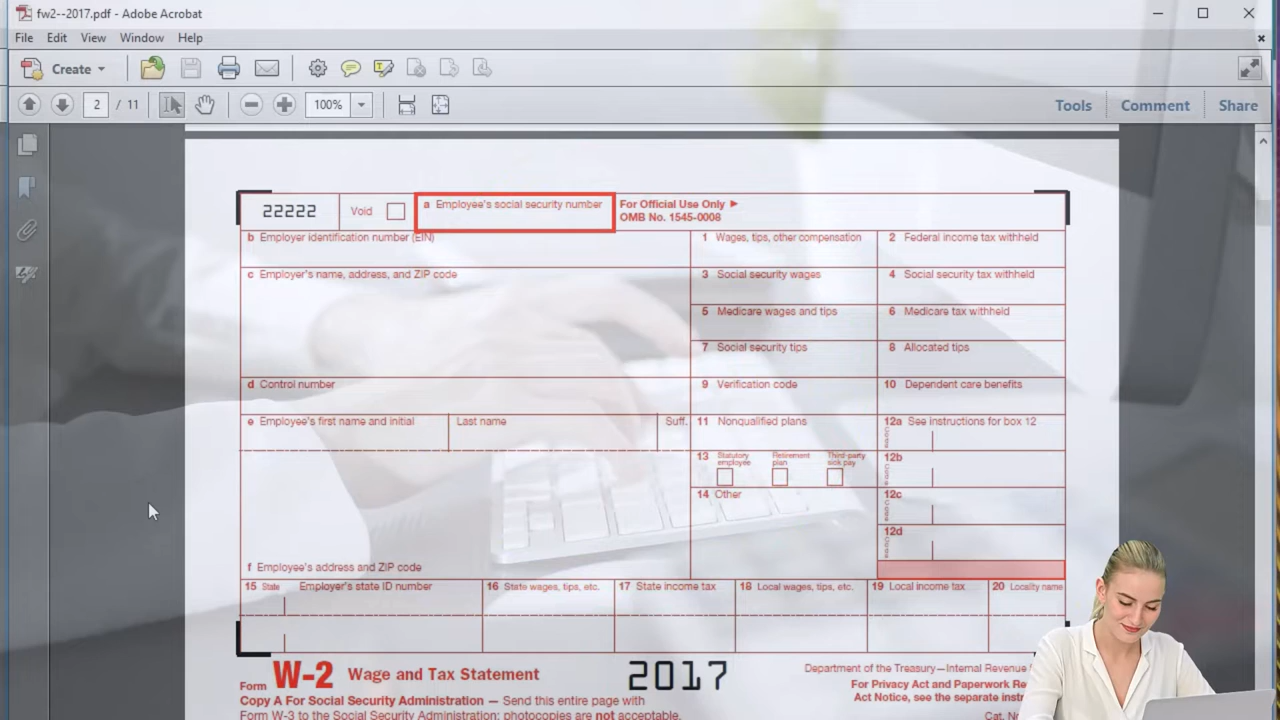 fw2--2017.pdf - Adobe Acrobat
File Edit View Window Help
Create
2 / 11 100% Tools Comment Share
22222 Void a Employee's social security number For Official Use Only ►
OMB No. 1545-0008
b Employer identification number (EIN) 1 Wages, tips, other compensation 2 Federal income tax withheld
c Employer's name, address, and ZIP code 3 Social security wages 4 Social security tax withheld
5 Medicare wages and tips 6 Medicare tax withheld
7 Social security tips 8 Allocated tips
d Control number 9 Verification code 10 Dependent care benefits
e Employee's first name and initial Last name Suff. 11 Nonqualified plans 12a See instructions for box 12
Code
13 Statutory employee Retirement plan Third-party sick pay 12b
Code
14 Other 12c
Code
12d
Code
f Employee's address and ZIP code
15 State Employer's state ID number 16 State wages, tips, etc. 17 State income tax 18 Local wages, tips, etc. 19 Local income tax 20 Locality name
Form W-2 Wage and Tax Statement 2017 Department of the Treasury—Internal Revenue
For Privacy Act and Paperwork Re
Act Notice, see the separate instr
Copy A For Social Security Administration — Send this entire page with
Form W-3 to the Social Security Administration; photocopies are not acceptable.
Cat. No